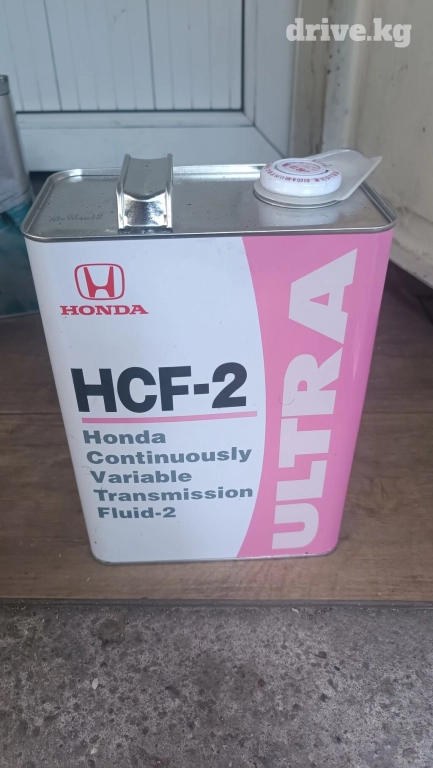 drive.kg
HONDA
HCF-2
Honda
Continuously
Variable
Transmission
Fluid-2
ULTRA